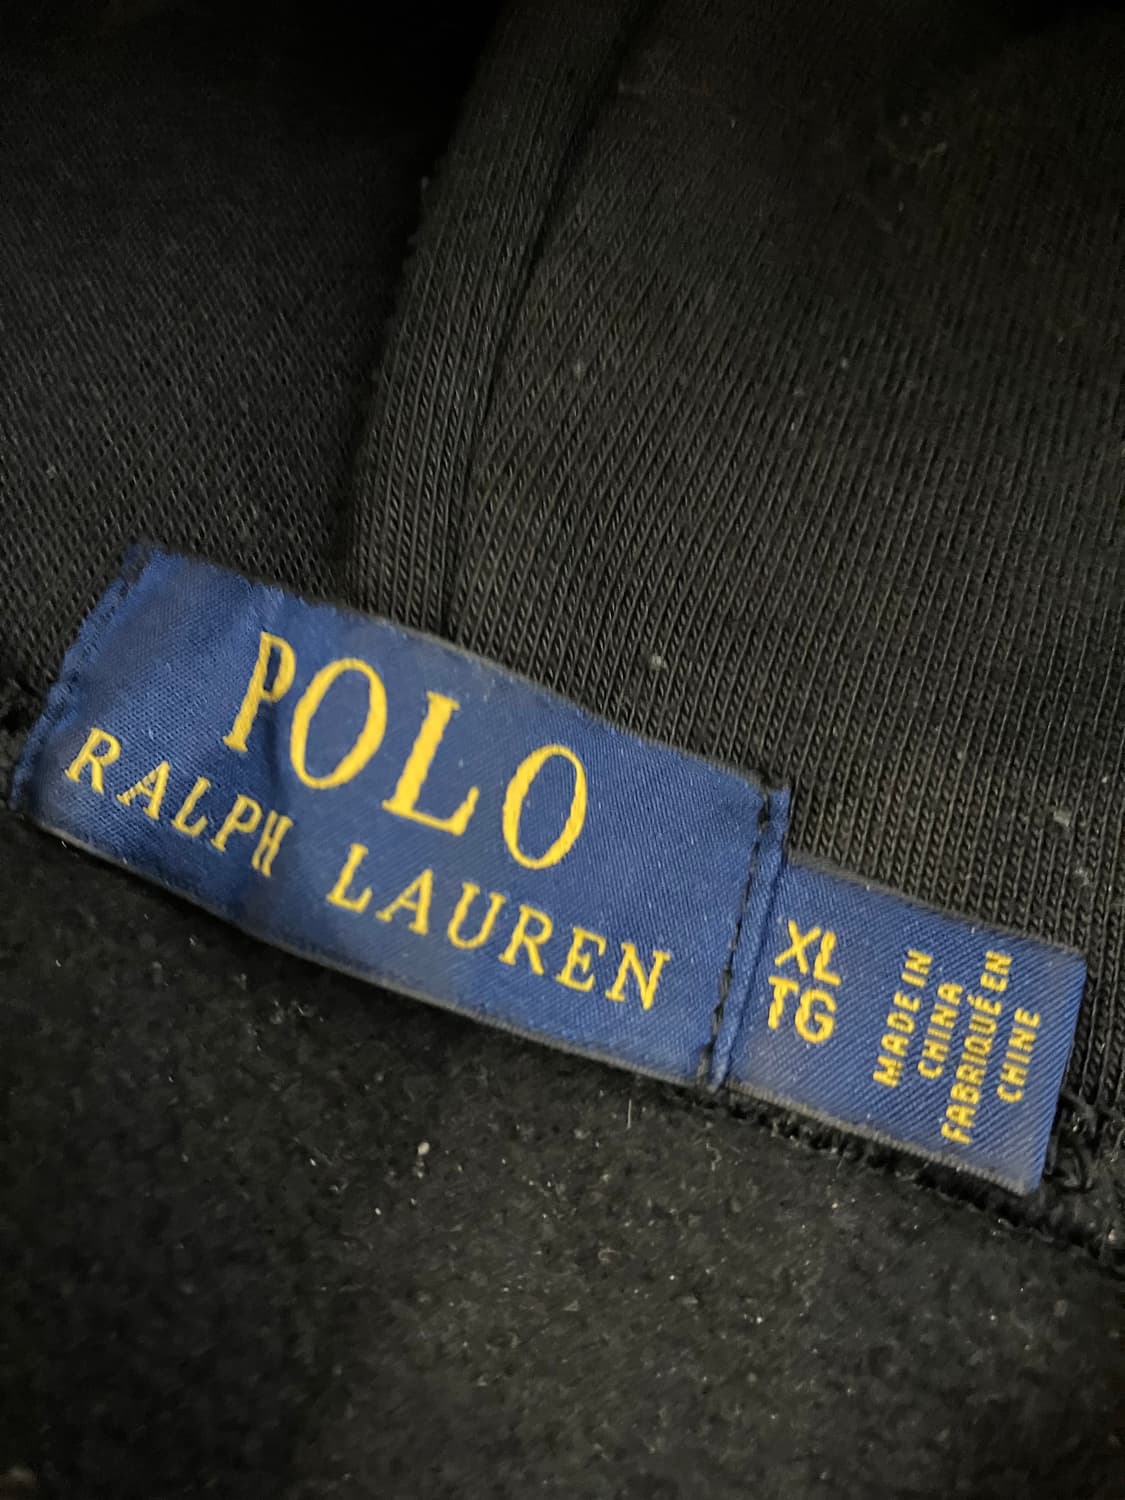 POLO
RALPH LAUREN
XL
TG
MADE IN
CHINA
FABRIQUÉ EN
CHINE